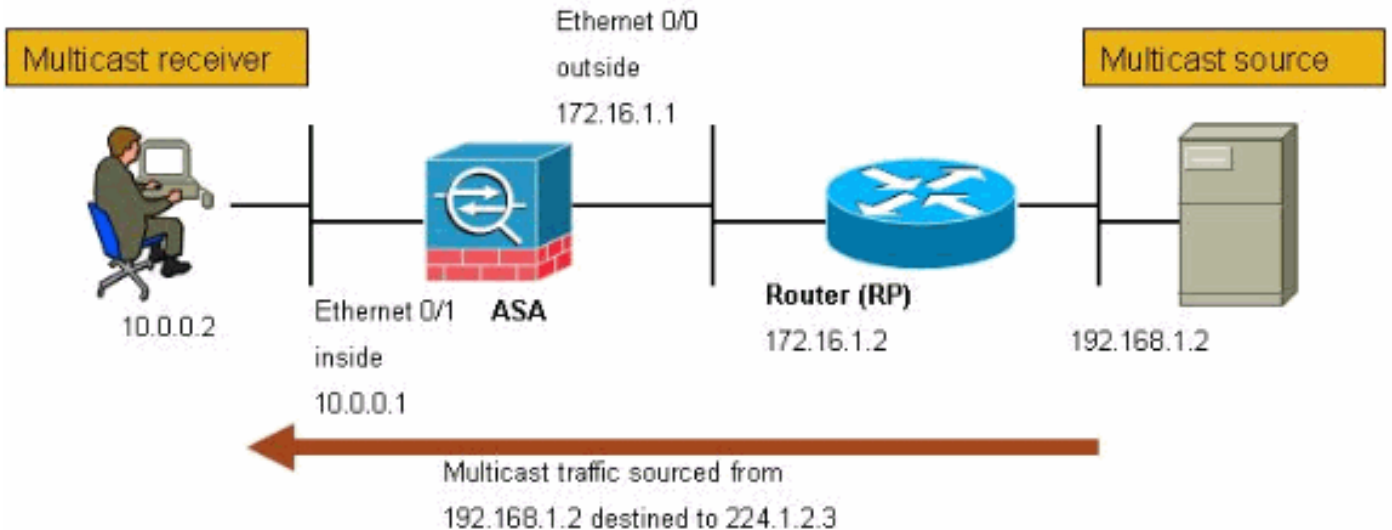 Multicast receiver
Ethernet 0/0
outside
172.16.1.1
Multicast source
10.0.0.2
Ethernet 0/1
inside
10.0.0.1
ASA
Router (RP)
172.16.1.2
192.168.1.2
Multicast traffic sourced from
192.168.1.2 destined to 224.1.2.3